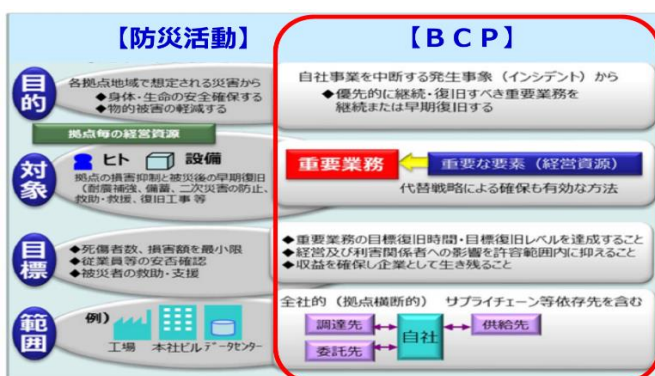 【防災活動】
【BCP】
目的
各拠点地域で想定される災害から
◆身体・生命の安全確保する
◆物的被害の軽減する
自社事業を中断する発生事象（インシデント）から
◆優先的に継続・復旧すべき重要業務を
継続または早期復旧する
拠点毎の経営資源
対象
ヒト
設備
拠点の損害抑制と被災後の早期復旧
（耐震補強、備蓄、二次災害の防止、
救助・救援、復旧工事 等
重要業務
重要な要素（経営資源）
代替戦略による確保も有効な方法
目標
◆死傷者数、損害額を最小限
◆従業員等の安否確認
◆被災者の救助・支援
◆重要業務の目標復旧時間・目標復旧レベルを達成すること
◆経営及び利害関係者への影響を許容範囲内に抑えること
◆収益を確保し企業として生き残ること
範囲
例）
工場
本社ビル
データセンター
全社的（拠点横断的） サプライチェーン等依存先を含む
調達先
委託先
自社
供給先